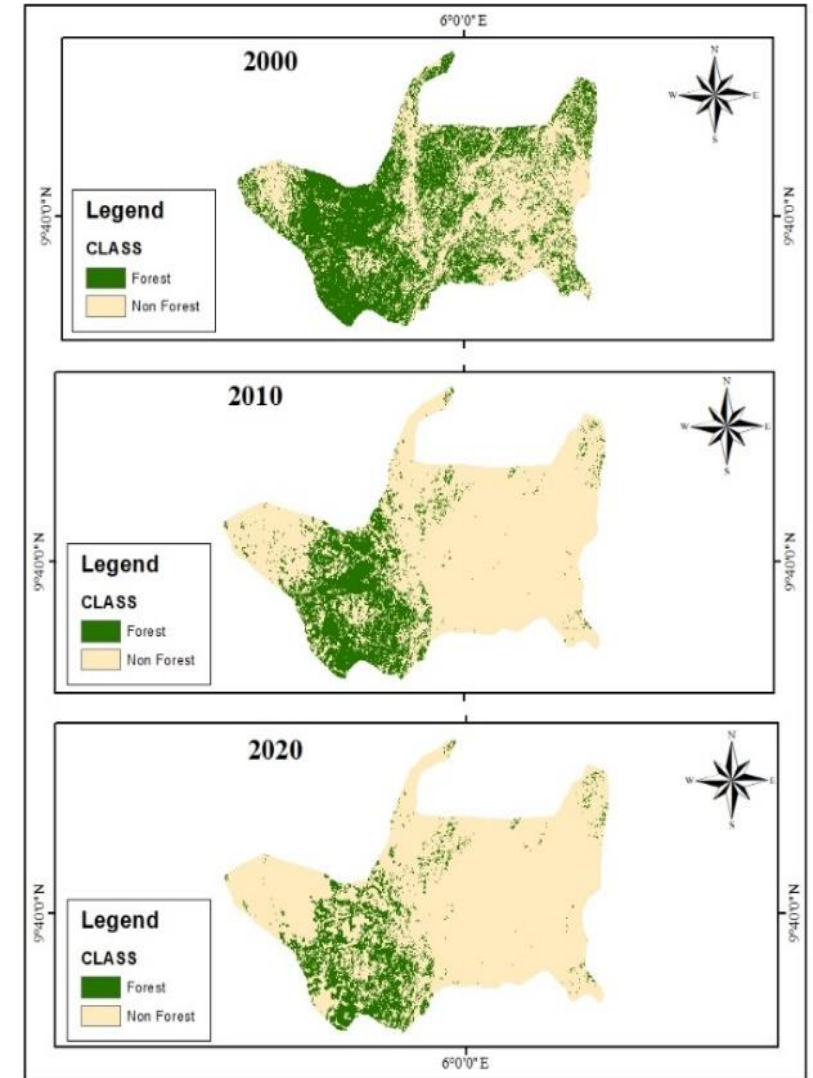 6°0'0"E
2000
N
W
E
S
9°40'0"N
9°40'0"N
Legend
CLASS
Forest
Non Forest
2010
N
W
E
S
9°40'0"N
9°40'0"N
Legend
CLASS
Forest
Non Forest
2020
N
W
E
S
9°40'0"N
9°40'0"N
Legend
CLASS
Forest
Non Forest
6°0'0"E